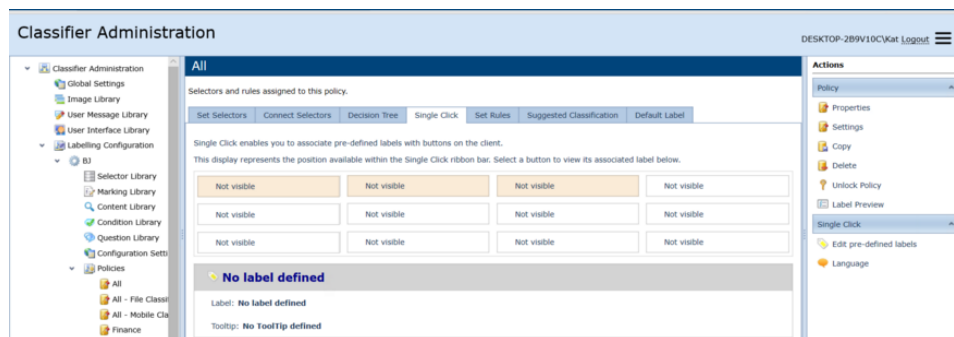 Classifier Administration
DESKTOP-2B9V10C\Kat Logout
Classifier Administration
Global Settings
Image Library
User Message Library
User Interface Library
Labelling Configuration
BJ
Selector Library
Marking Library
Content Library
Condition Library
Question Library
Configuration Setti
Policies
All
All - File Classif
All - Mobile Cla
Finance
All
Selectors and rules assigned to this policy.
Set Selectors Connect Selectors Decision Tree Single Click Set Rules Suggested Classification Default Label
Single Click enables you to associate pre-defined labels with buttons on the client.
This display represents the position available within the Single Click ribbon bar. Select a button to view its associated label below.
Not visible Not visible Not visible Not visible
Not visible Not visible Not visible Not visible
Not visible Not visible Not visible Not visible
No label defined
Label: No label defined
Tooltip: No ToolTip defined
Actions
Policy
Properties
Settings
Copy
Delete
Unlock Policy
Label Preview
Single Click
Edit pre-defined labels
Language